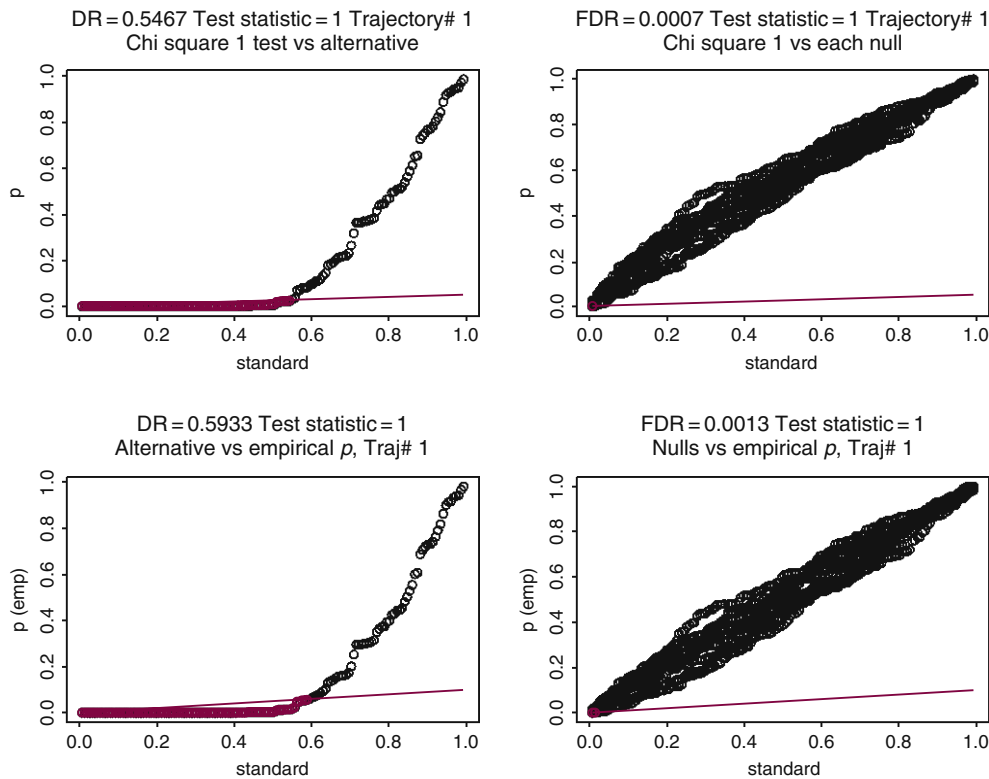 DR = 0.5467 Test statistic = 1 Trajectory# 1
Chi square 1 test vs alternative
p
0.0 0.2 0.4 0.6 0.8 1.0
0.0 0.2 0.4 0.6 0.8 1.0
standard
FDR = 0.0007 Test statistic = 1 Trajectory# 1
Chi square 1 vs each null
p
0.0 0.2 0.4 0.6 0.8 1.0
0.0 0.2 0.4 0.6 0.8 1.0
standard
DR = 0.5933 Test statistic = 1
Alternative vs empirical p, Traj# 1
p (emp)
0.0 0.2 0.4 0.6 0.8 1.0
0.0 0.2 0.4 0.6 0.8 1.0
standard
FDR = 0.0013 Test statistic = 1
Nulls vs empirical p, Traj# 1
p (emp)
0.0 0.2 0.4 0.6 0.8 1.0
0.0 0.2 0.4 0.6 0.8 1.0
standard